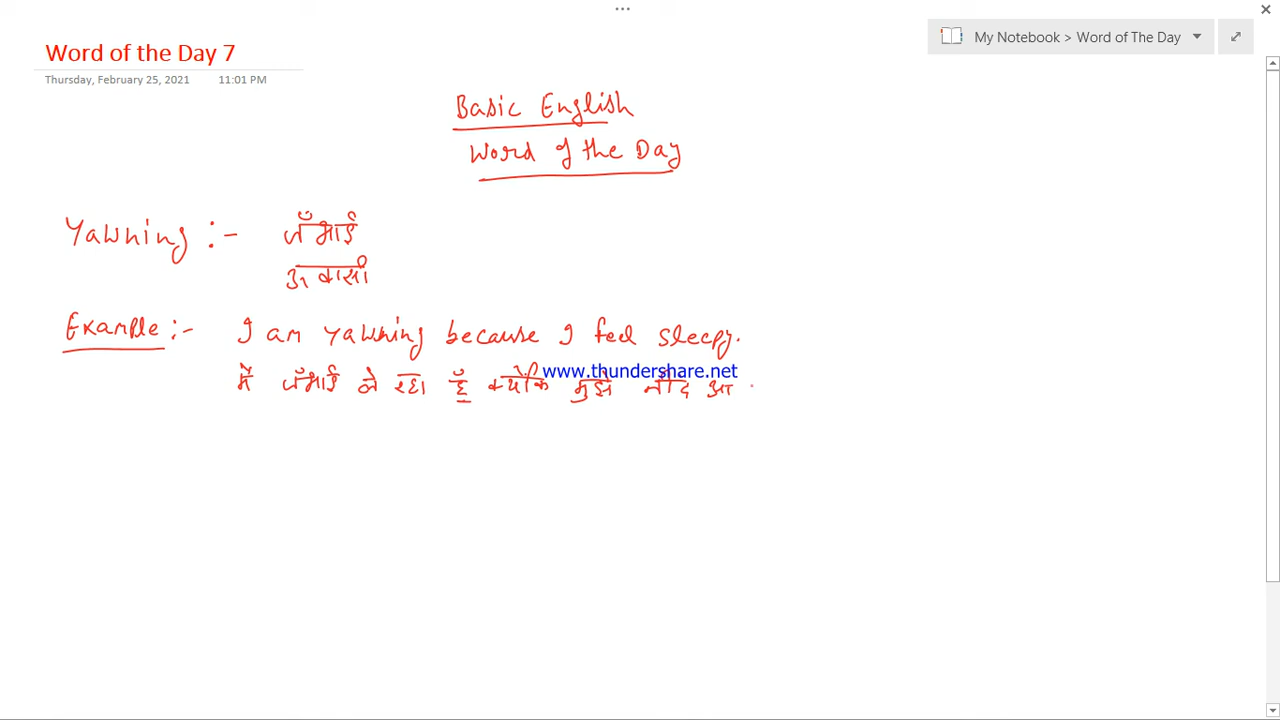 Word of the Day 7
Thursday, February 25, 2021 11:01 PM
My Notebook > Word of The Day
Basic English
Word of the Day
Yawning :- जँभाई
उबासी
Example :- I am yawning because I feel sleepy.
www.thundershare.net
मैं जँभाई ले रहा हूँ क्योंकि मुझे नींद आ